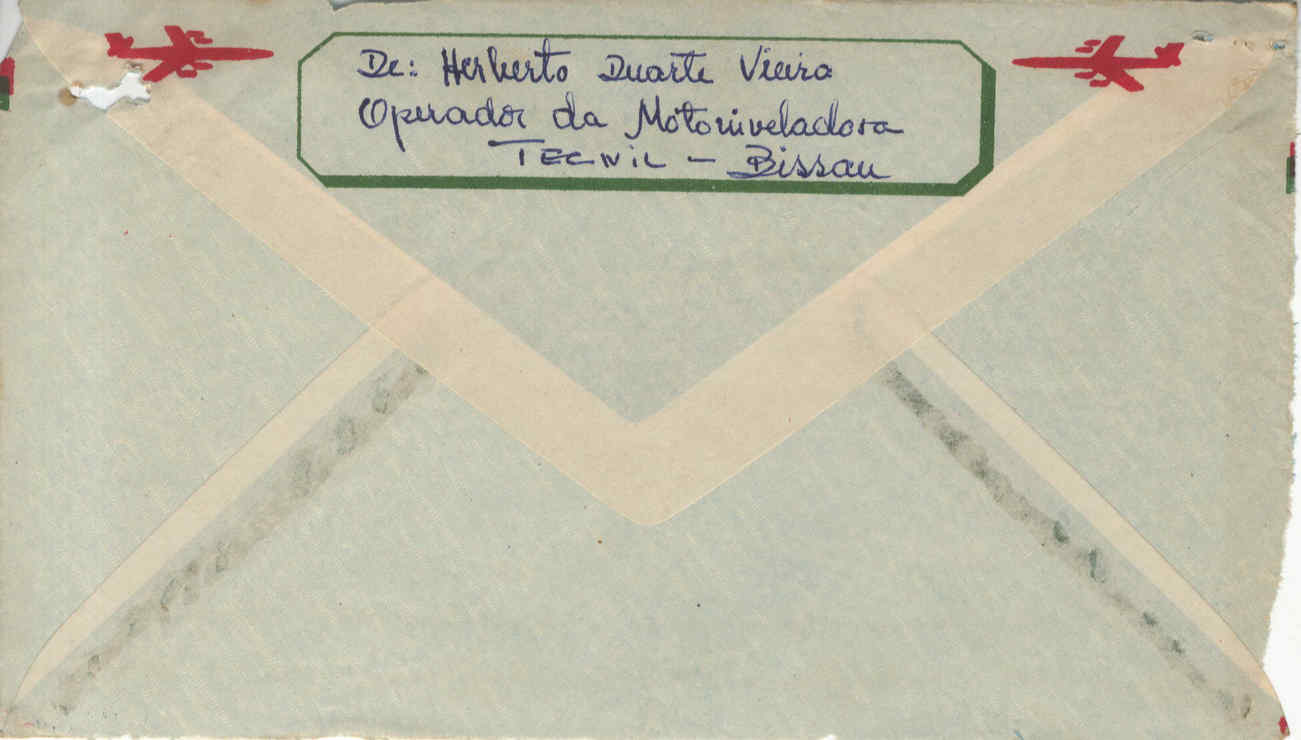 De: Herberto Duarte Vieira
Operador da Motoniveladora
TECNIL - Bissau